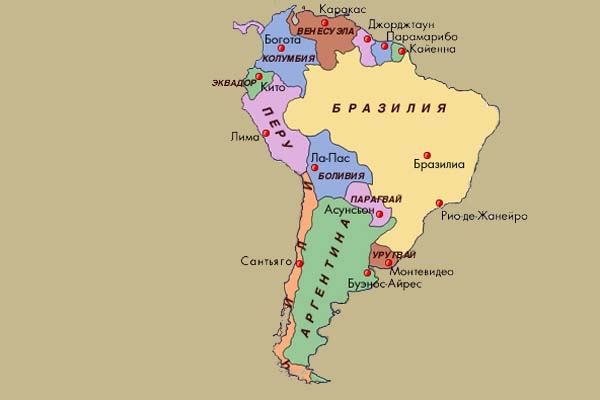 Каракас
Джорджтаун
ВЕНЕСУЭЛА
Парамарибо
Богота
Кайенна
КОЛУМБИЯ
ЭКВАДОР
Кито
БРАЗИЛИЯ
ПЕРУ
Лима
Ла-Пас
Бразилиа
БОЛИВИЯ
ПАРАГВАЙ
Асунсьон
Рио-де-Жанейро
ЧИЛИ
АРГЕНТИНА
УРУГВАЙ
Сантьяго
Монтевидео
Буэнос-Айрес